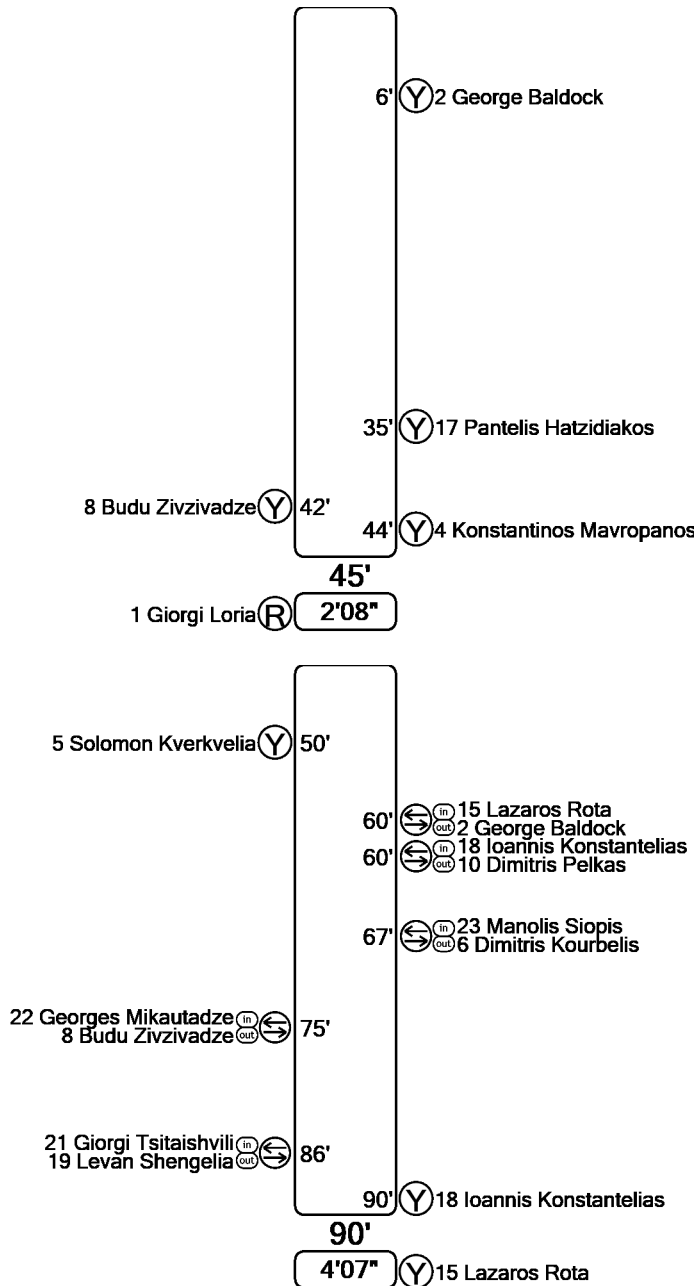 6' Y 2 George Baldock
35' Y 17 Pantelis Hatzidiakos
8 Budu Zivzivadze Y 42'
44' Y 4 Konstantinos Mavropanos
45'
1 Giorgi Loria R 2'08"
5 Solomon Kverkvelia Y 50'
60' in 15 Lazaros Rota
out 2 George Baldock
60' in 18 Ioannis Konstantelias
out 10 Dimitris Pelkas
67' in 23 Manolis Siopis
out 6 Dimitris Kourbelis
22 Georges Mikautadze in 75'
8 Budu Zivzivadze out
21 Giorgi Tsitaishvili in 86'
19 Levan Shengelia out
90' Y 18 Ioannis Konstantelias
90'
4'07" Y 15 Lazaros Rota